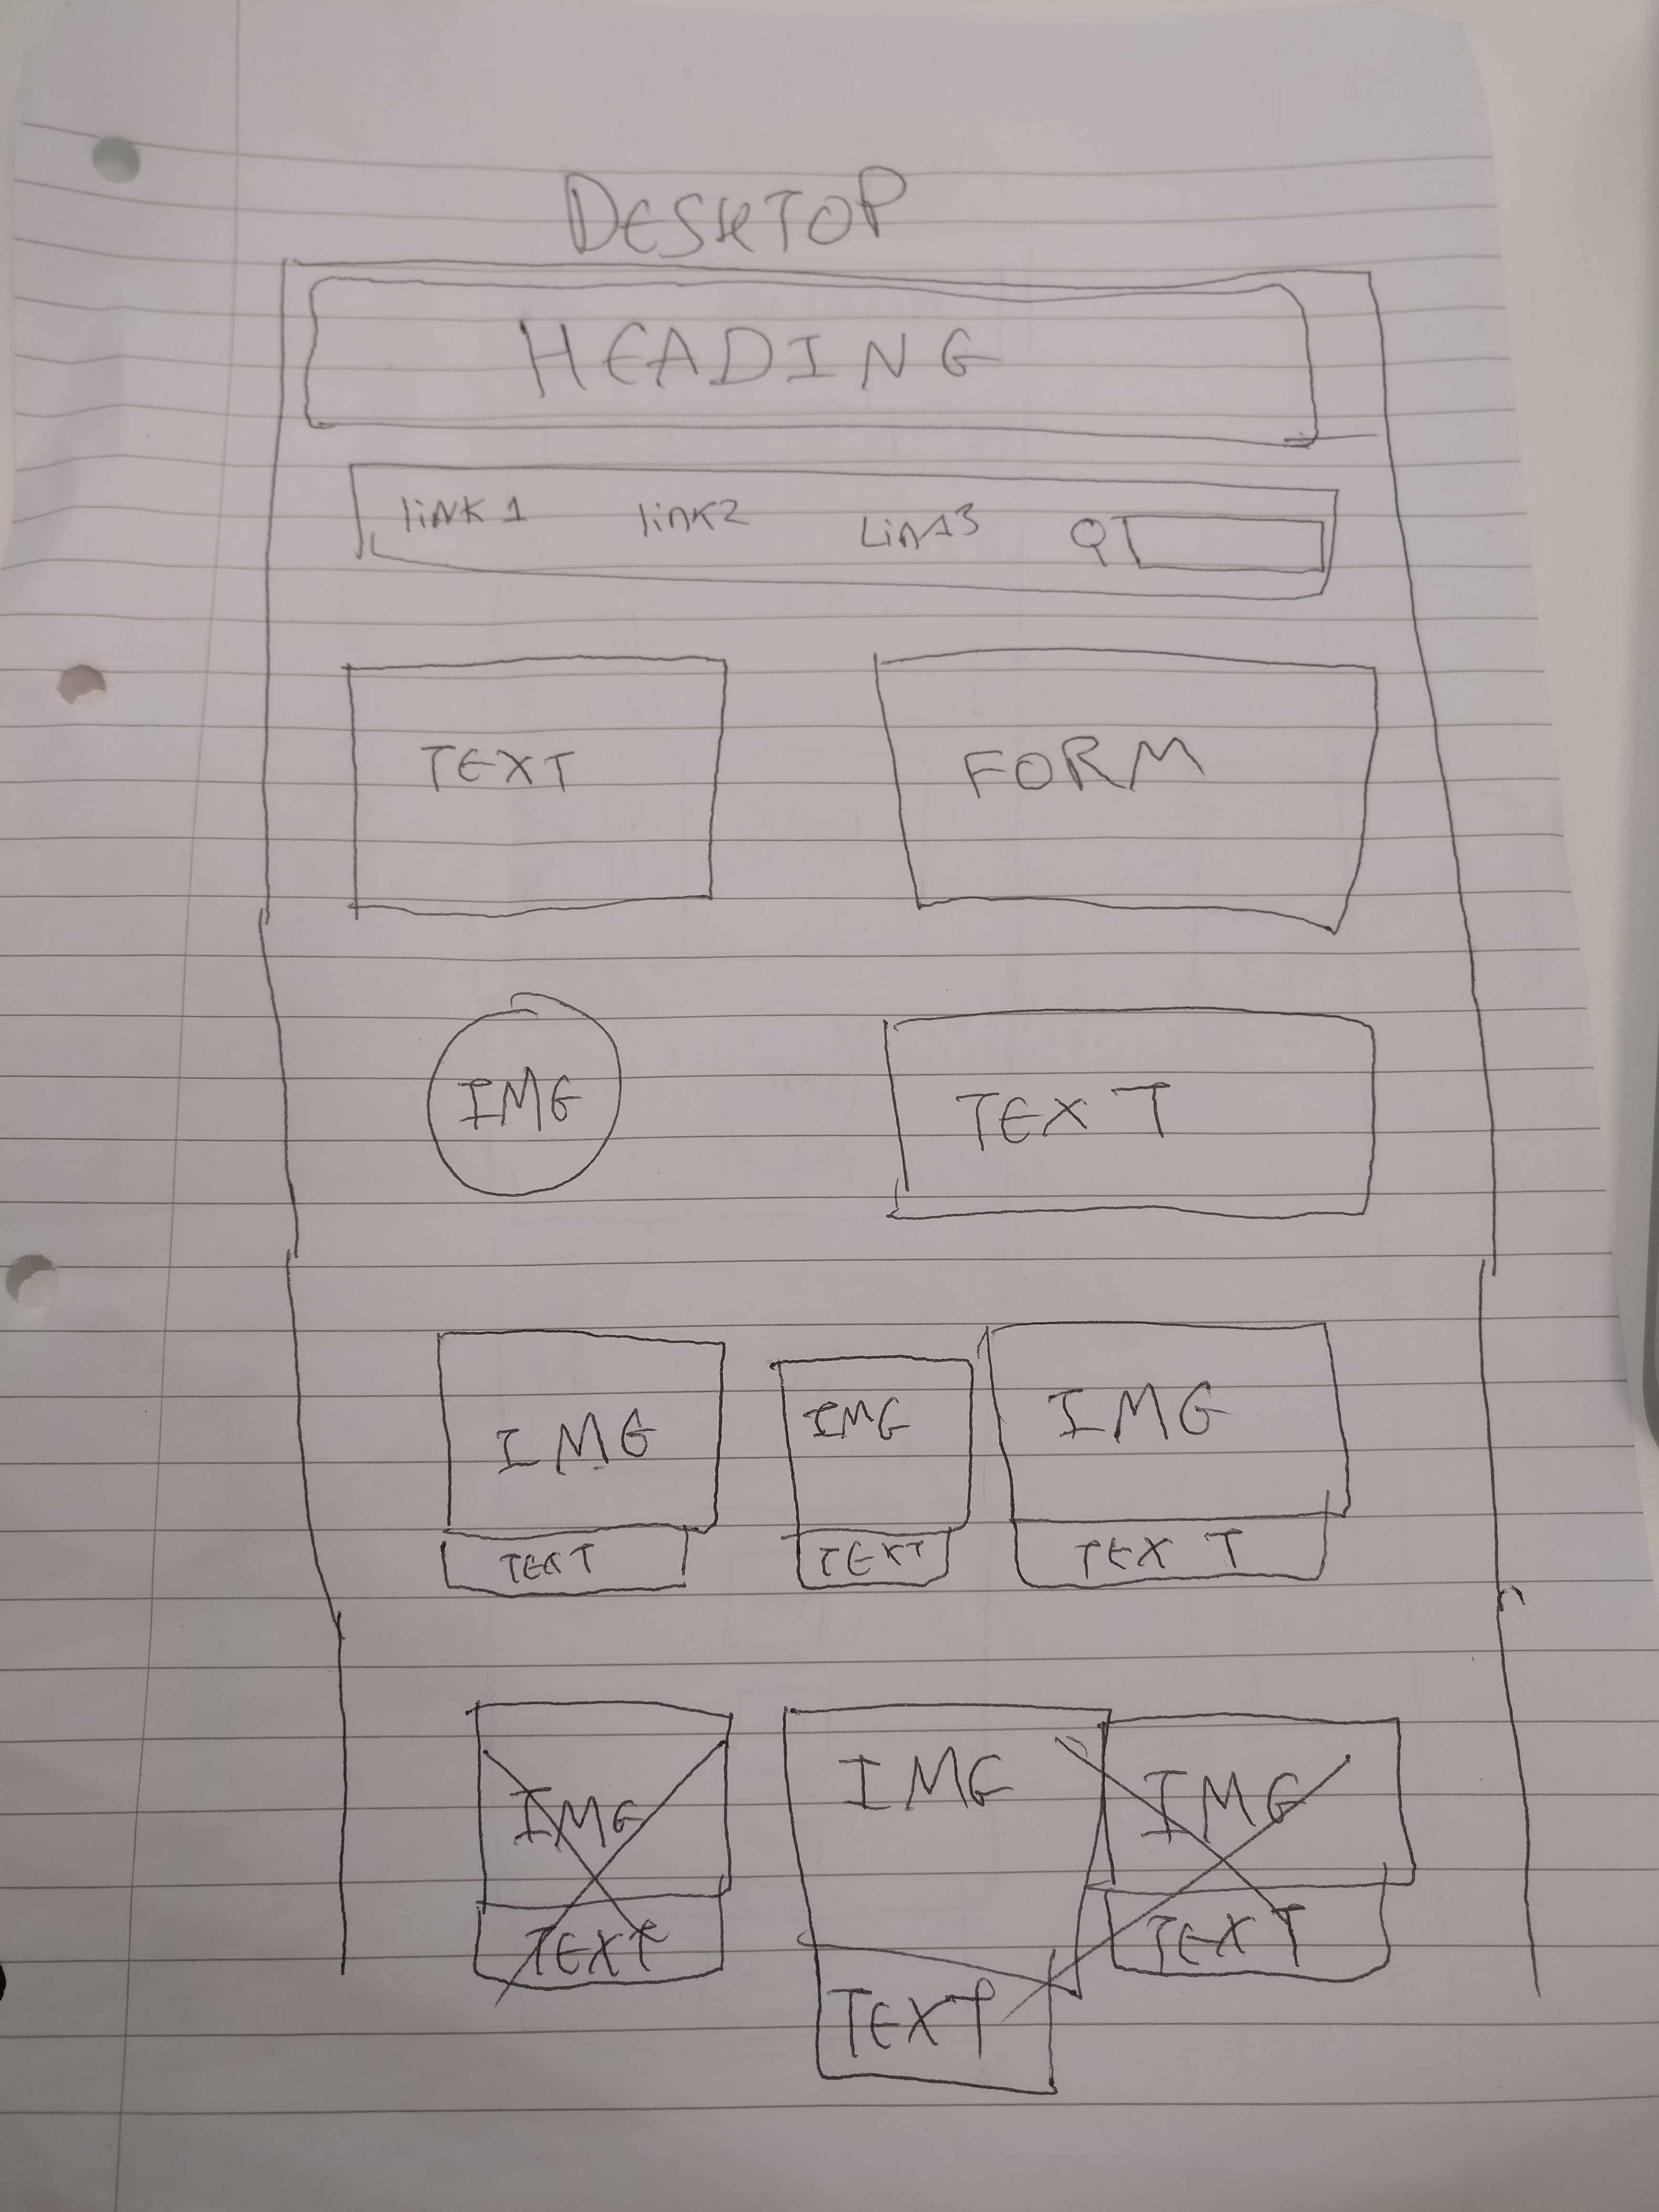 DESKTOP
HEADING
link 1 link2 Link3
TEXT FORM
IMG TEXT
IMG IMG IMG
TEXT TEXT TEXT
IMG IMG IMG
TEXT TEXT TEXT